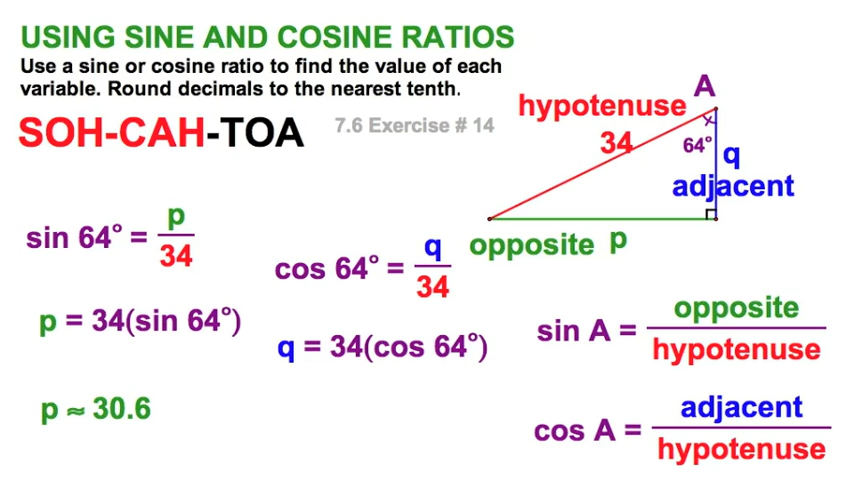 USING SINE AND COSINE RATIOS
Use a sine or cosine ratio to find the value of each
variable. Round decimals to the nearest tenth.
SOH-CAH-TOA
7.6 Exercise # 14
A
hypotenuse
34
64°
q
adjacent
opposite p
sin 64° = p/34
p = 34(sin 64°)
p ≈ 30.6
cos 64° = q/34
q = 34(cos 64°)
sin A = opposite/hypotenuse
cos A = adjacent/hypotenuse